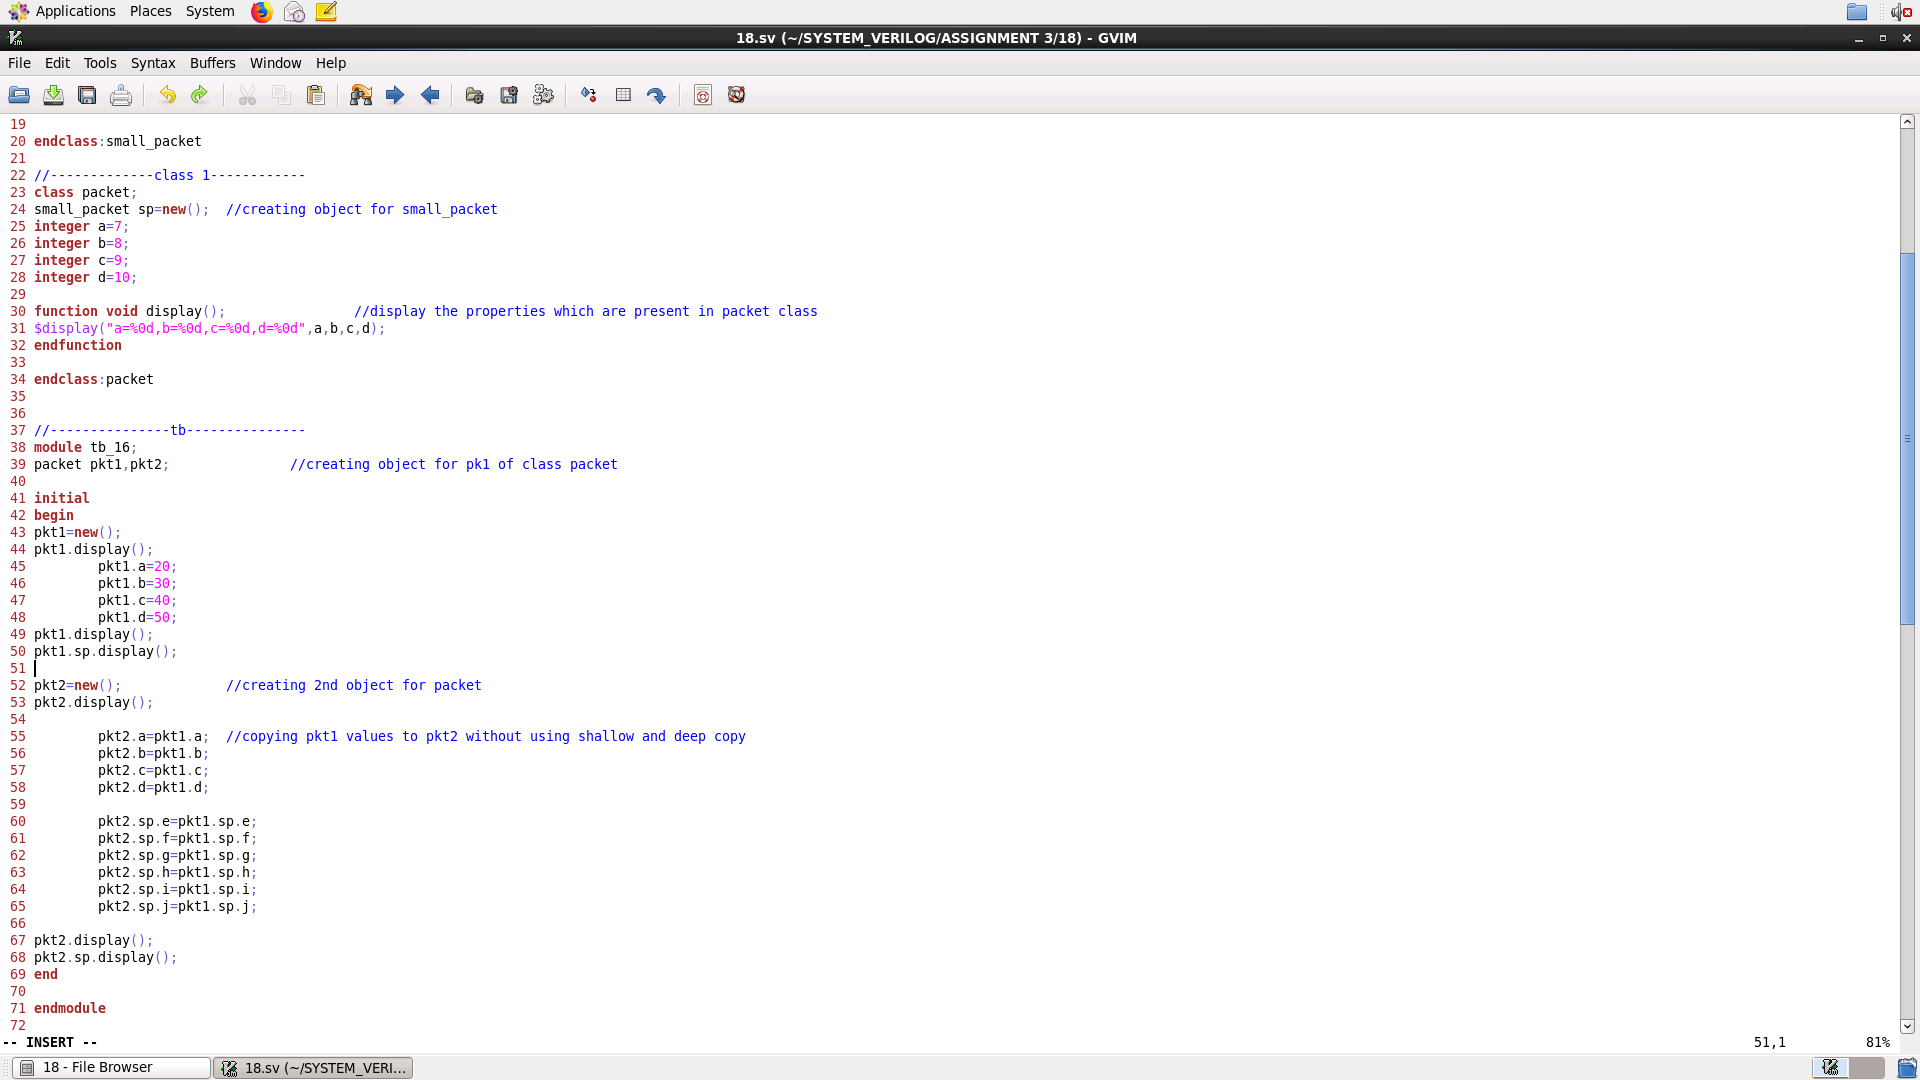 Applications Places System
18.sv (~/SYSTEM_VERILOG/ASSIGNMENT 3/18) - GVIM
File Edit Tools Syntax Buffers Window Help
19
20 endclass:small_packet
21
22 //-------------class 1------------
23 class packet;
24 small_packet sp=new();  //creating object for small_packet
25 integer a=7;
26 integer b=8;
27 integer c=9;
28 integer d=10;
29
30 function void display();                //display the properties which are present in packet class
31 $display("a=%0d,b=%0d,c=%0d,d=%0d",a,b,c,d);
32 endfunction
33
34 endclass:packet
35
36
37 //---------------tb---------------
38 module tb_16;
39 packet pkt1,pkt2;               //creating object for pk1 of class packet
40
41 initial
42 begin
43 pkt1=new();
44 pkt1.display();
45         pkt1.a=20;
46         pkt1.b=30;
47         pkt1.c=40;
48         pkt1.d=50;
49 pkt1.display();
50 pkt1.sp.display();
51
52 pkt2=new();             //creating 2nd object for packet
53 pkt2.display();
54
55         pkt2.a=pkt1.a;  //copying pkt1 values to pkt2 without using shallow and deep copy
56         pkt2.b=pkt1.b;
57         pkt2.c=pkt1.c;
58         pkt2.d=pkt1.d;
59
60         pkt2.sp.e=pkt1.sp.e;
61         pkt2.sp.f=pkt1.sp.f;
62         pkt2.sp.g=pkt1.sp.g;
63         pkt2.sp.h=pkt1.sp.h;
64         pkt2.sp.i=pkt1.sp.i;
65         pkt2.sp.j=pkt1.sp.j;
66
67 pkt2.display();
68 pkt2.sp.display();
69 end
70
71 endmodule
72
-- INSERT -- 51,1 81%
18 - File Browser 18.sv (~/SYSTEM_VERI...